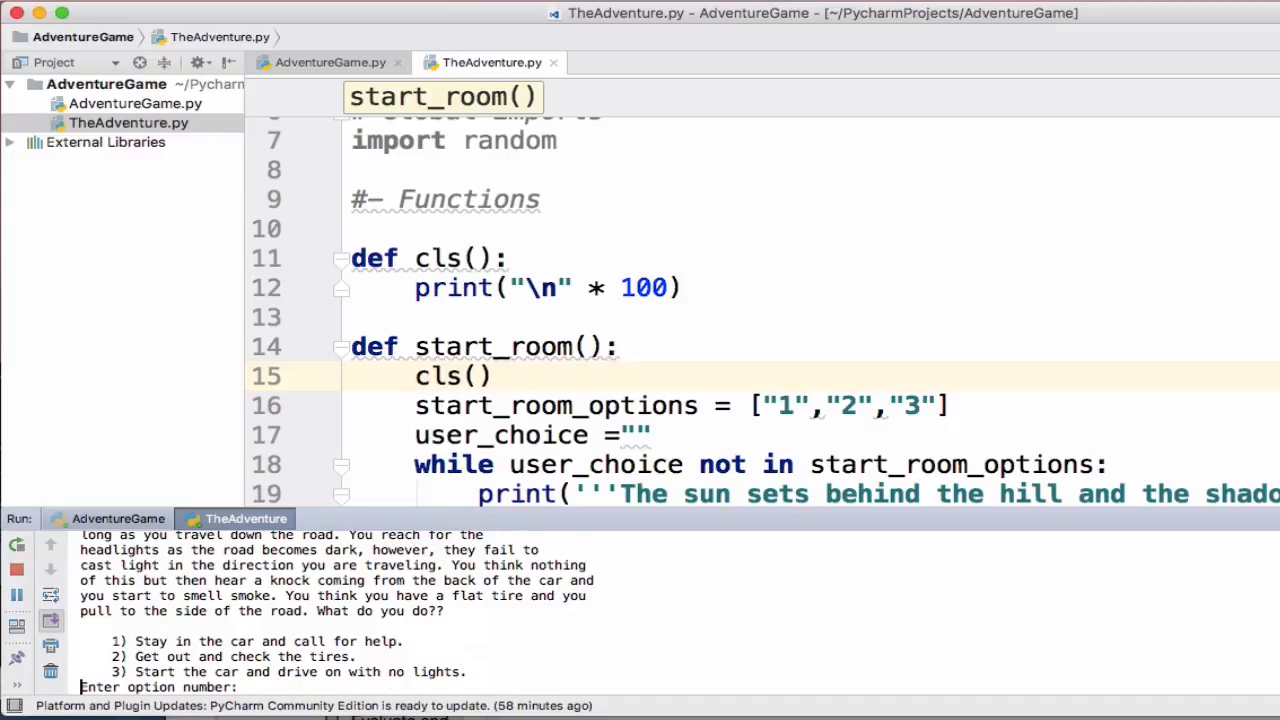 TheAdventure.py - AdventureGame - [~/PycharmProjects/AdventureGame]
AdventureGame TheAdventure.py
Project
AdventureGame.py TheAdventure.py
AdventureGame ~/Pycharm
AdventureGame.py
TheAdventure.py
External Libraries
start_room()
6 # Global Imports
7 import random
8
9 #- Functions
10
11 def cls():
12 print("\n" * 100)
13
14 def start_room():
15 cls()
16 start_room_options = ["1","2","3"]
17 user_choice =""
18 while user_choice not in start_room_options:
19 print('''The sun sets behind the hill and the shado
Run: AdventureGame TheAdventure
long as you travel down the road. You reach for the
headlights as the road becomes dark, however, they fail to
cast light in the direction you are traveling. You think nothing
of this but then hear a knock coming from the back of the car and
you start to smell smoke. You think you have a flat tire and you
pull to the side of the road. What do you do??
1) Stay in the car and call for help.
2) Get out and check the tires.
3) Start the car and drive on with no lights.
Enter option number:
Platform and Plugin Updates: PyCharm Community Edition is ready to update. (58 minutes ago)
Evaluate and